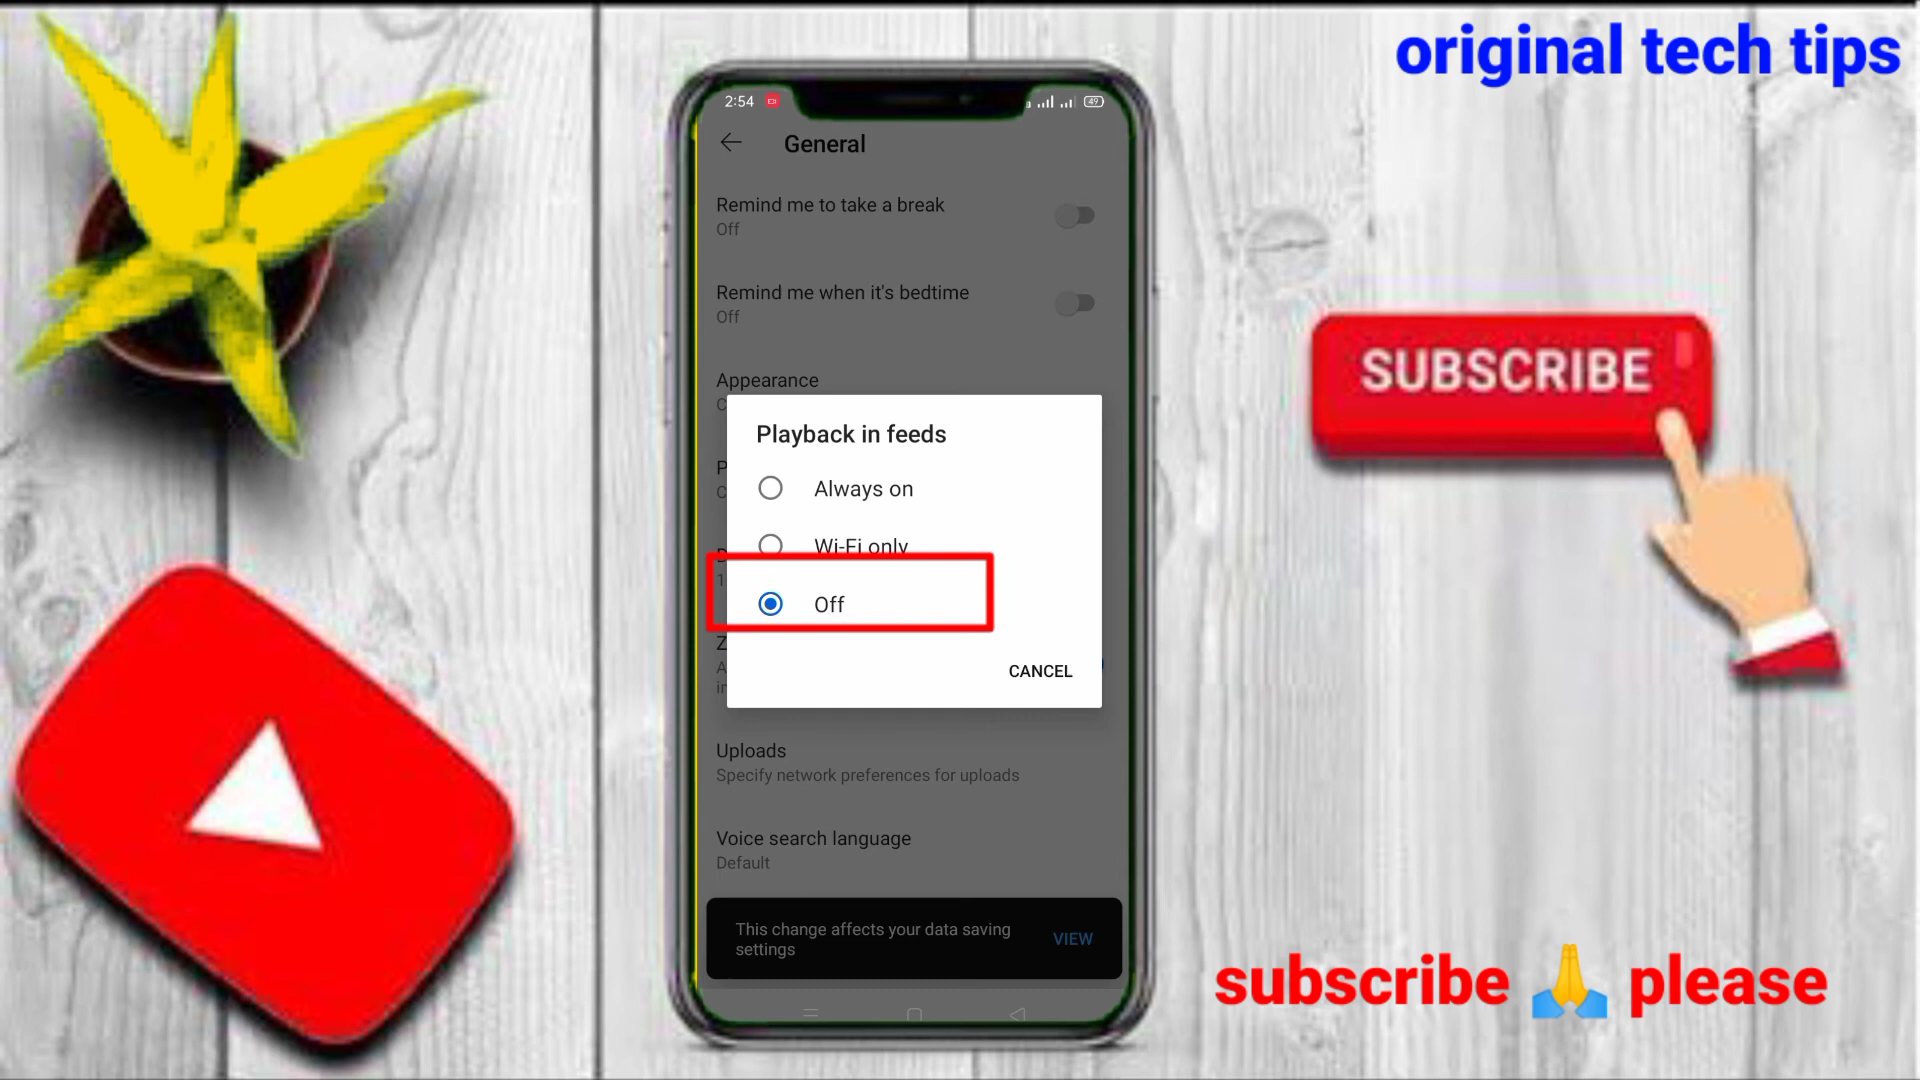 original tech tips
2:54
49
General
Remind me to take a break
Off
Remind me when it's bedtime
Off
Appearance
Playback in feeds
Always on
Wi-Fi only
Off
CANCEL
Uploads
Specify network preferences for uploads
Voice search language
Default
This change affects your data saving
settings
VIEW
SUBSCRIBE
subscribe 🙏 please